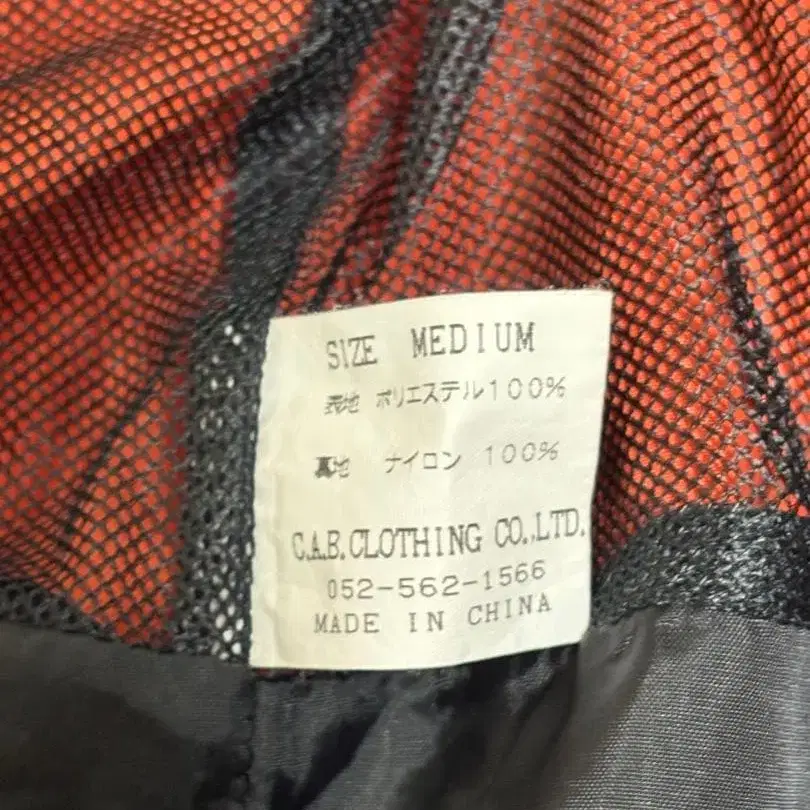 SIZE MEDIUM
表地 ポリエステル100%
裏地 ナイロン 100%
C.A.B.CLOTHING CO.,LTD.
052-562-1566
MADE IN CHINA